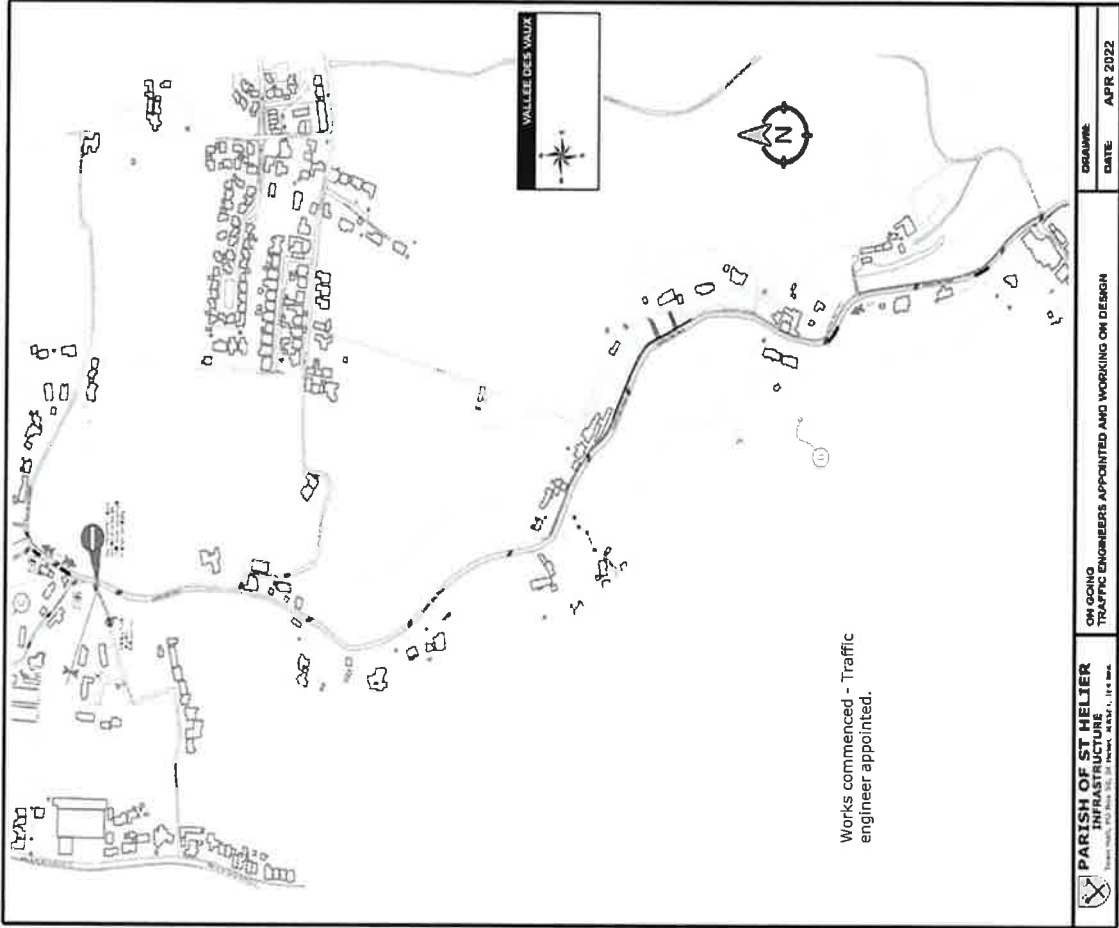 VALLEE DES VAUX
N
Works commenced - Traffic
engineer appointed.
PARISH OF ST HELIER
INFRASTRUCTURE
ON GOING
TRAFFIC ENGINEERS APPOINTED AND WORKING ON DESIGN
DRAWN:
DATE: APR 2022